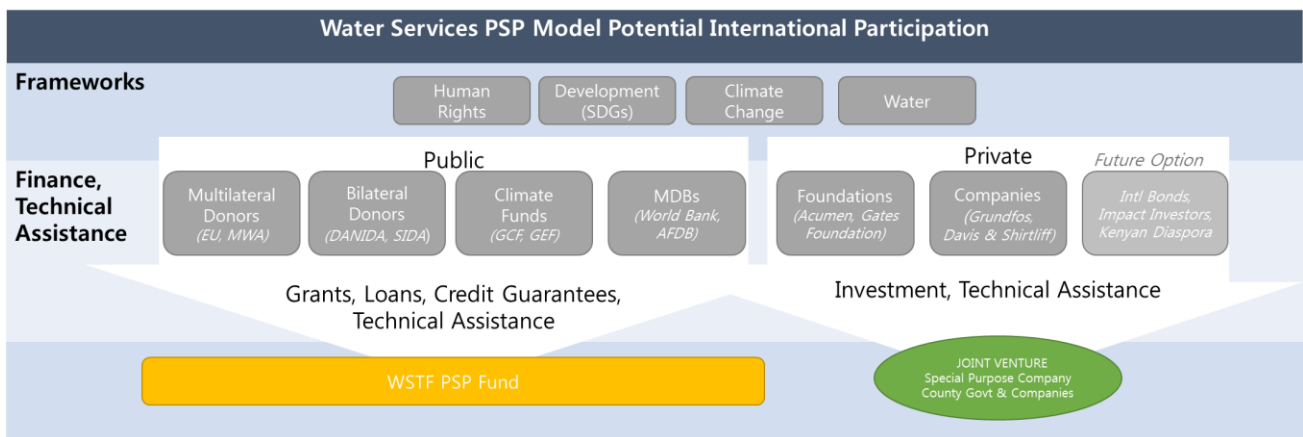 Water Services PSP Model Potential International Participation
Frameworks
Human
Rights
Development
(SDGs)
Climate
Change
Water
Public
Private
Future Option
Finance,
Technical
Assistance
Multilateral
Donors
(EU, MWA)
Bilateral
Donors
(DANIDA, SIDA)
Climate
Funds
(GCF, GEF)
MDBs
(World Bank,
AFDB)
Foundations
(Acumen, Gates
Foundation)
Companies
(Grundfos,
Davis & Shirtliff)
Intl Bonds,
Impact Investors,
Kenyan Diaspora
Grants, Loans, Credit Guarantees,
Technical Assistance
Investment, Technical Assistance
WSTF PSP Fund
JOINT VENTURE
Special Purpose Company
County Govt & Companies